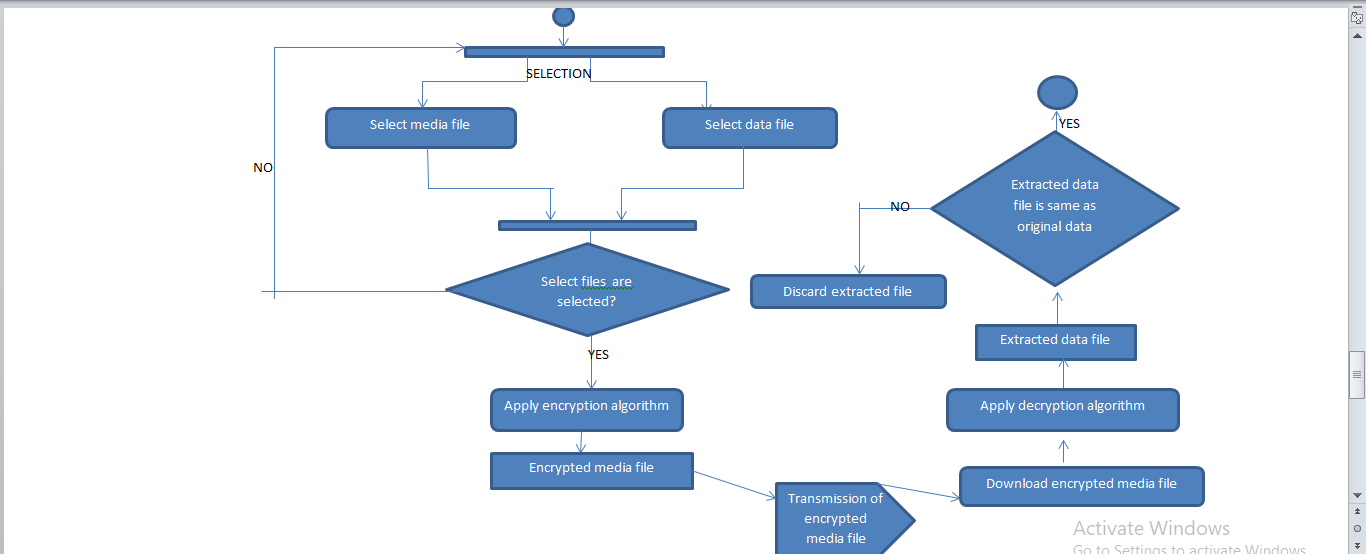 SELECTION
Select media file
Select data file
YES
NO
Extracted data
file is same as
original data
NO
Select files  are
selected?
Discard extracted file
YES
Extracted data file
Apply encryption algorithm
Apply decryption algorithm
Encrypted media file
Download encrypted media file
Transmission of
encrypted
media file
Activate Windows
Go to Settings to activate Windows